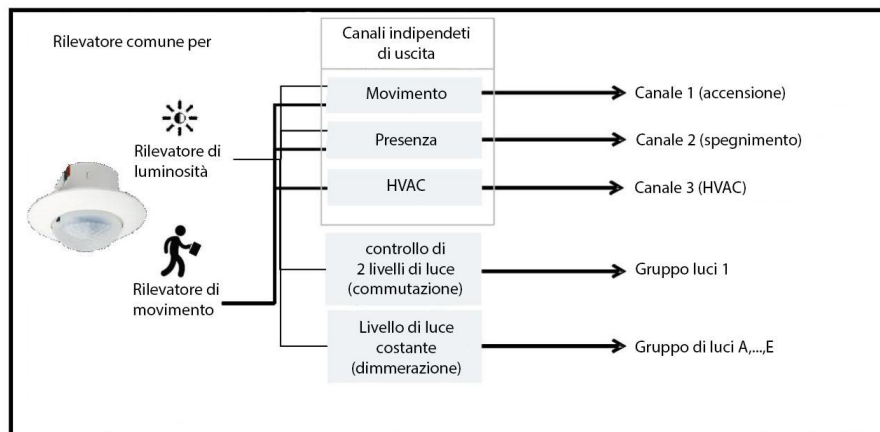 Rilevatore comune per
Canali indipendeti
di uscita
Movimento
Canale 1 (accensione)
Presenza
Canale 2 (spegnimento)
Rilevatore di
luminosità
HVAC
Canale 3 (HVAC)
controllo di
2 livelli di luce
(commutazione)
Gruppo luci 1
Rilevatore di
movimento
Livello di luce
costante
(dimmerazione)
Gruppo di luci A,...,E